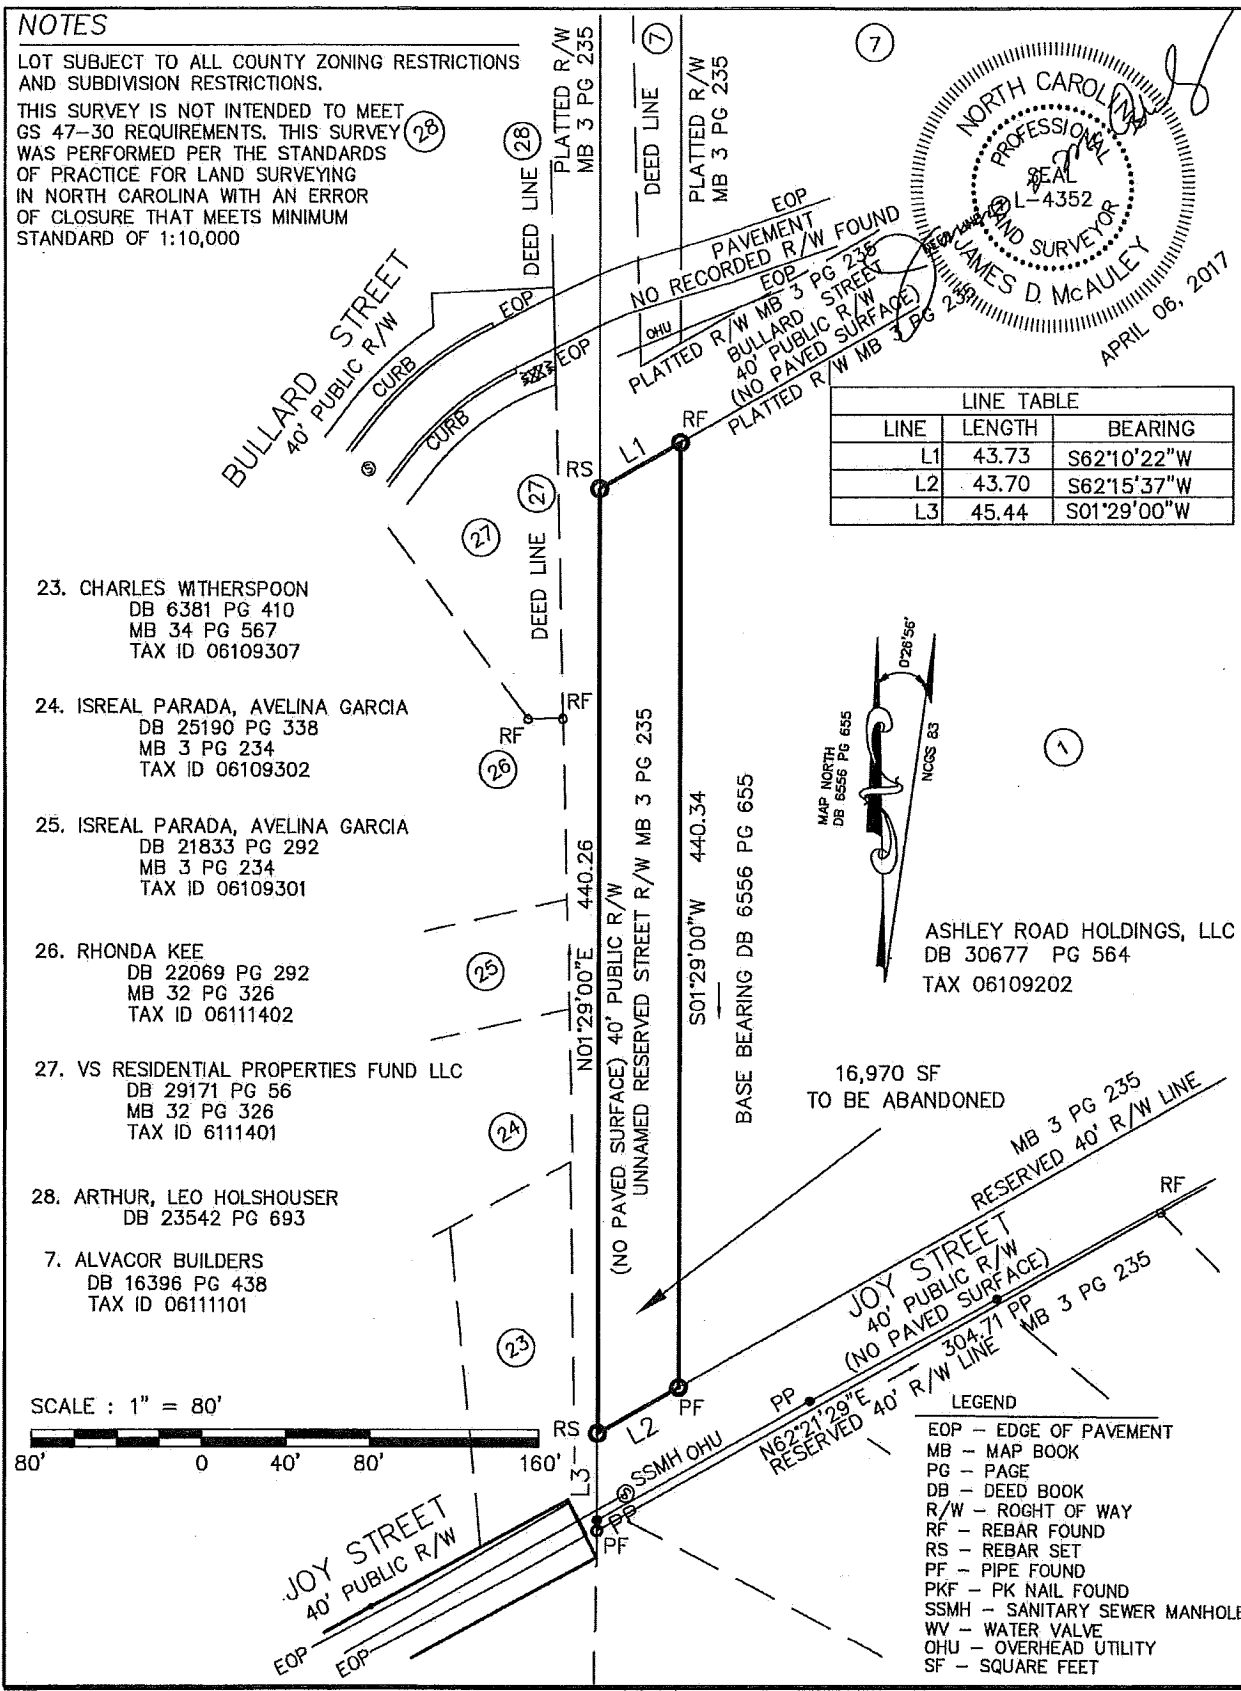 NOTES
LOT SUBJECT TO ALL COUNTY ZONING RESTRICTIONS
AND SUBDIVISION RESTRICTIONS.
THIS SURVEY IS NOT INTENDED TO MEET
GS 47-30 REQUIREMENTS. THIS SURVEY
WAS PERFORMED PER THE STANDARDS
OF PRACTICE FOR LAND SURVEYING
IN NORTH CAROLINA WITH AN ERROR
OF CLOSURE THAT MEETS MINIMUM
STANDARD OF 1:10,000
28
DEED LINE 28
PLATTED R/W
MB 3 PG 235
DEED LINE 7
PLATTED R/W
MB 3 PG 235
7
NORTH CAROLINA
PROFESSIONAL
SEAL
L-4352
LAND SURVEYOR
JAMES D. McAULEY
APRIL 06, 2017
EOP
PAVEMENT
NO RECORDED R/W FOUND
EOP
OHU
PLATTED R/W MB 3 PG 235
BULLARD STREET
40' PUBLIC R/W
(NO PAVED SURFACE)
PLATTED R/W MB 3 PG 235
BULLARD STREET
40' PUBLIC R/W
CURB
EOP
CURB
EOP
S
LINE TABLE
LINE LENGTH BEARING
L1 43.73 S62°10'22"W
L2 43.70 S62°15'37"W
L3 45.44 S01°29'00"W
RS
L1
RF
27
DEED LINE 27
23. CHARLES WITHERSPOON
DB 6381 PG 410
MB 34 PG 567
TAX ID 06109307
24. ISREAL PARADA, AVELINA GARCIA
DB 25190 PG 338
MB 3 PG 234
TAX ID 06109302
25. ISREAL PARADA, AVELINA GARCIA
DB 21833 PG 292
MB 3 PG 234
TAX ID 06109301
26. RHONDA KEE
DB 22069 PG 292
MB 32 PG 326
TAX ID 06111402
27. VS RESIDENTIAL PROPERTIES FUND LLC
DB 29171 PG 56
MB 32 PG 326
TAX ID 6111401
28. ARTHUR, LEO HOLSHOUSER
DB 23542 PG 693
7. ALVACOR BUILDERS
DB 16396 PG 438
TAX ID 06111101
RF
RF
26
25
24
23
N01°29'00"E 440.26
(NO PAVED SURFACE) 40' PUBLIC R/W
UNNAMED RESERVED STREET R/W MB 3 PG 235
S01°29'00"W 440.34
BASE BEARING DB 6556 PG 655
0°26'56'
MAP NORTH
DB 6556 PG 655
NCGS 83
1
ASHLEY ROAD HOLDINGS, LLC
DB 30677 PG 564
TAX 06109202
16,970 SF
TO BE ABANDONED
MB 3 PG 235
RESERVED 40' R/W LINE
JOY STREET
40' PUBLIC R/W
(NO PAVED SURFACE)
RF
PP
304.71
MB 3 PG 235
N62°21'29"E
RESERVED 40' R/W LINE
PP
PF
L2
RS
L3
SSMH OHU
S
PP
PF
SCALE : 1" = 80'
80' 0 40' 80' 160'
JOY STREET
40' PUBLIC R/W
EOP
EOP
LEGEND
EOP - EDGE OF PAVEMENT
MB - MAP BOOK
PG - PAGE
DB - DEED BOOK
R/W - ROGHT OF WAY
RF - REBAR FOUND
RS - REBAR SET
PF - PIPE FOUND
PKF - PK NAIL FOUND
SSMH - SANITARY SEWER MANHOLE
WV - WATER VALVE
OHU - OVERHEAD UTILITY
SF - SQUARE FEET